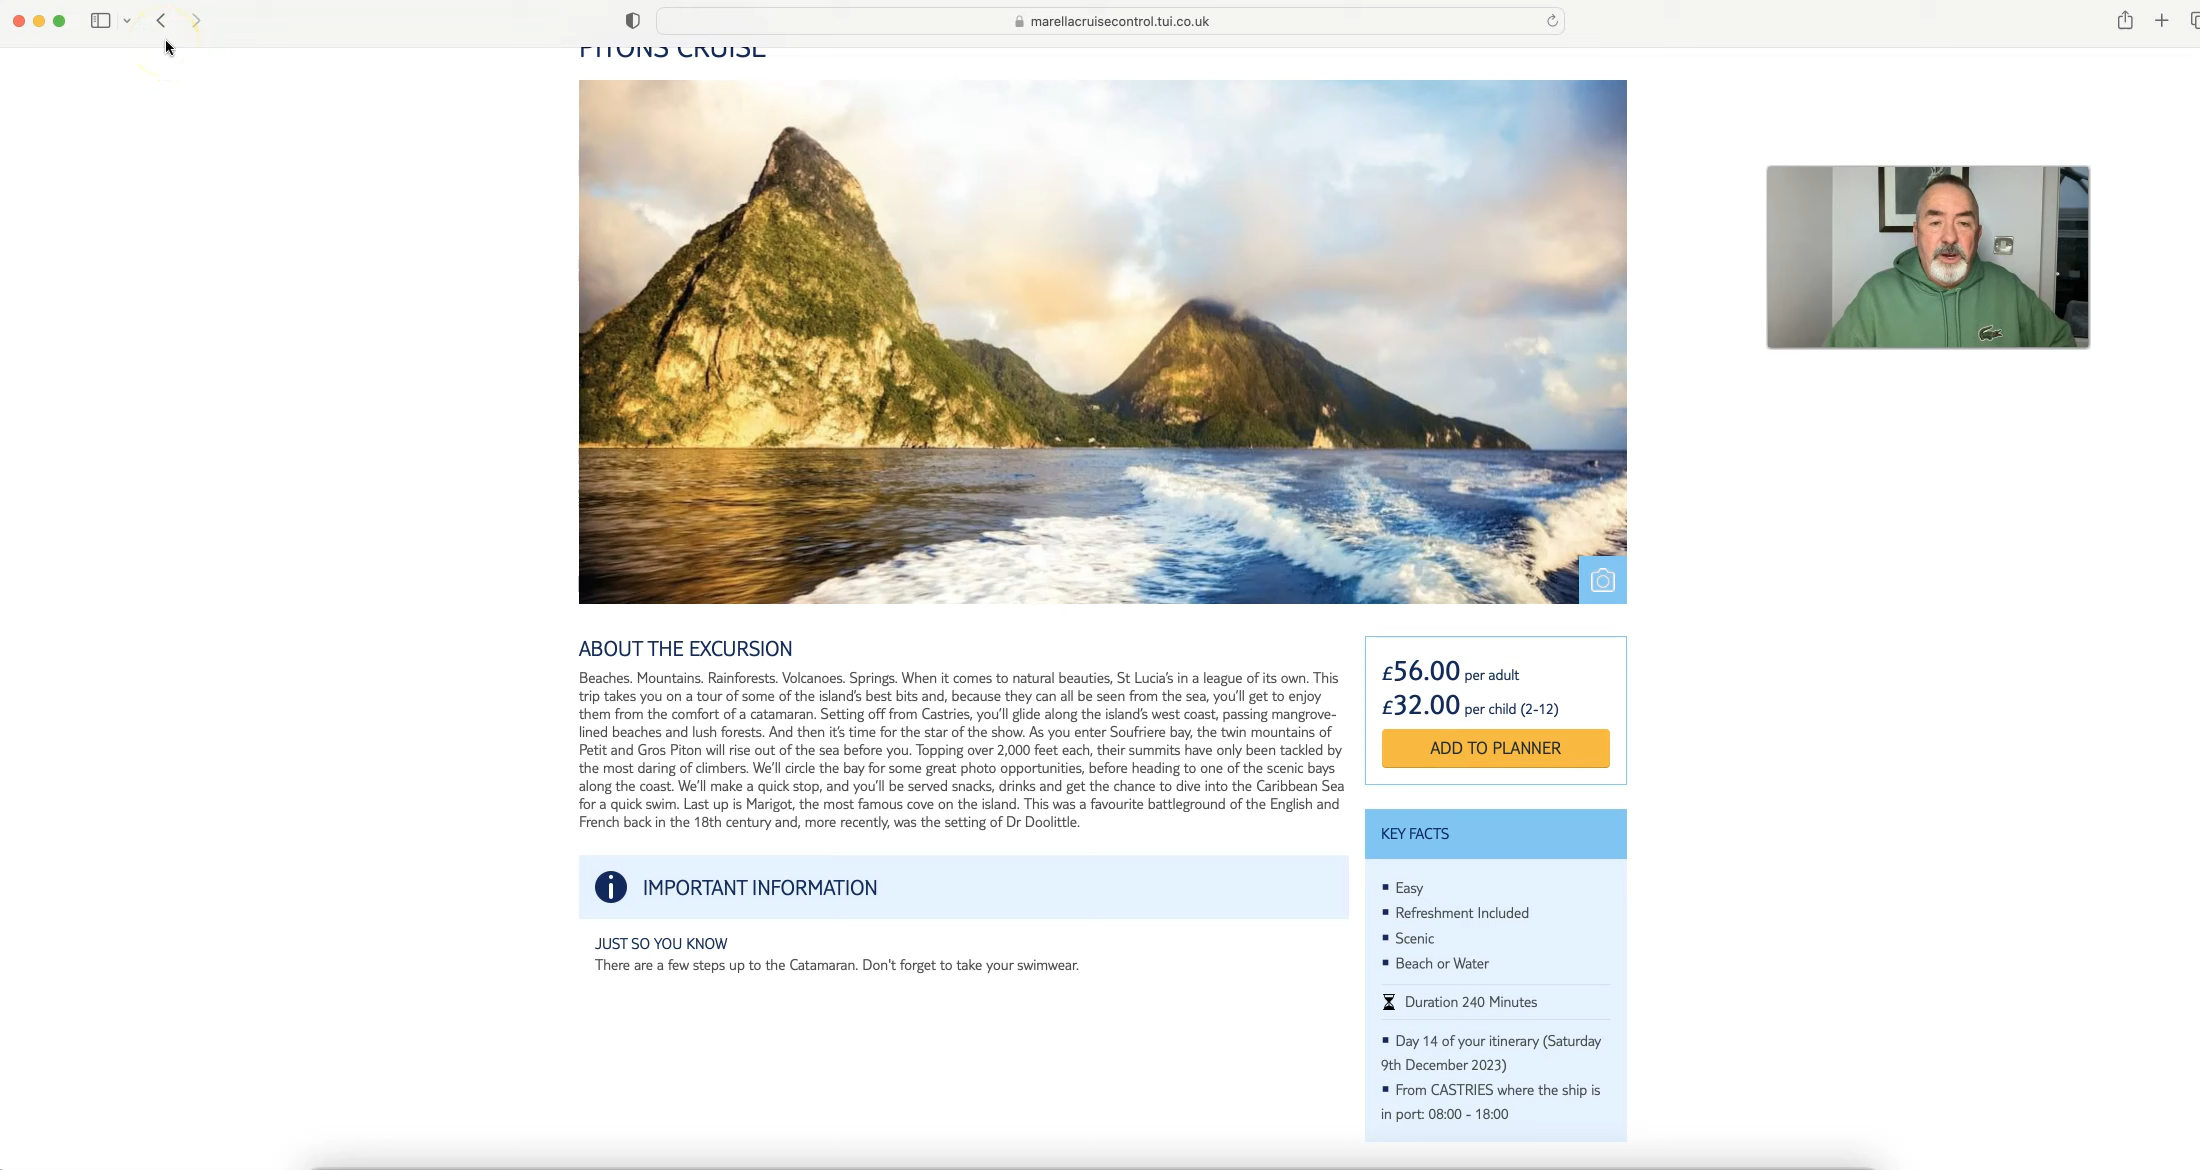 marellacruisecontrol.tui.co.uk
PITONS CRUISE
ABOUT THE EXCURSION
Beaches. Mountains. Rainforests. Volcanoes. Springs. When it comes to natural beauties, St Lucia's in a league of its own. This
trip takes you on a tour of some of the island's best bits and, because they can all be seen from the sea, you'll get to enjoy
them from the comfort of a catamaran. Setting off from Castries, you'll glide along the island's west coast, passing mangrove-
lined beaches and lush forests. And then it's time for the star of the show. As you enter Soufriere bay, the twin mountains of
Petit and Gros Piton will rise out of the sea before you. Topping over 2,000 feet each, their summits have only been tackled by
the most daring of climbers. We'll circle the bay for some great photo opportunities, before heading to one of the scenic bays
along the coast. We'll make a quick stop, and you'll be served snacks, drinks and get the chance to dive into the Caribbean Sea
for a quick swim. Last up is Marigot, the most famous cove on the island. This was a favourite battleground of the English and
French back in the 18th century and, more recently, was the setting of Dr Doolittle.
IMPORTANT INFORMATION
JUST SO YOU KNOW
There are a few steps up to the Catamaran. Don't forget to take your swimwear.
£56.00 per adult
£32.00 per child (2-12)
ADD TO PLANNER
KEY FACTS
Easy
Refreshment Included
Scenic
Beach or Water
Duration 240 Minutes
Day 14 of your itinerary (Saturday
9th December 2023)
From CASTRIES where the ship is
in port: 08:00 - 18:00